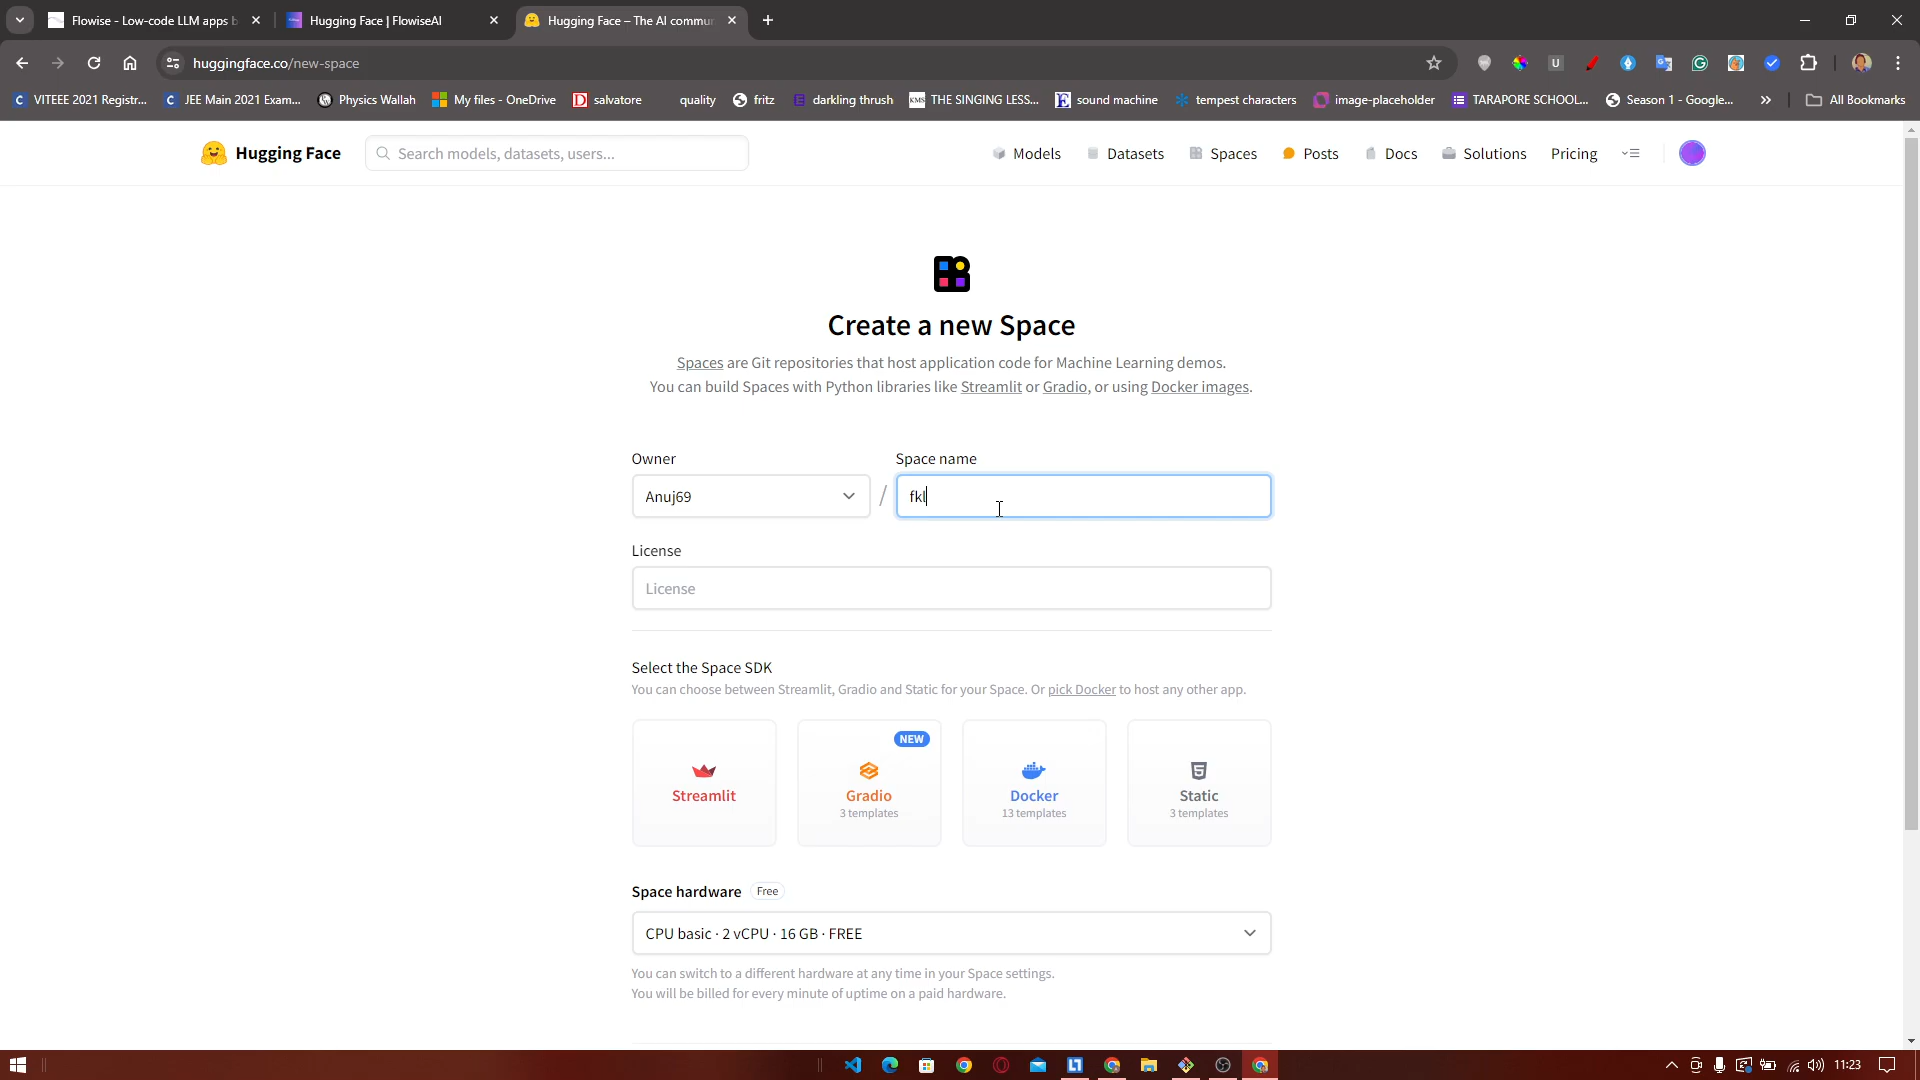 Flowise - Low-code LLM apps b
Hugging Face | FlowiseAI
Hugging Face – The AI commun
huggingface.co/new-space
VITEEE 2021 Registr...
JEE Main 2021 Exam...
Physics Wallah
My files - OneDrive
salvatore
quality
fritz
darkling thrush
KMS THE SINGING LESS...
sound machine
tempest characters
image-placeholder
TARAPORE SCHOOL...
Season 1 - Google...
All Bookmarks
Hugging Face
Search models, datasets, users...
Models
Datasets
Spaces
Posts
Docs
Solutions
Pricing
Create a new Space
Spaces are Git repositories that host application code for Machine Learning demos.
You can build Spaces with Python libraries like Streamlit or Gradio, or using Docker images.
Owner
Space name
Anuj69
/
fkl
License
License
Select the Space SDK
You can choose between Streamlit, Gradio and Static for your Space. Or pick Docker to host any other app.
NEW
Streamlit
Gradio
3 templates
Docker
13 templates
Static
3 templates
Space hardware
Free
CPU basic · 2 vCPU · 16 GB · FREE
You can switch to a different hardware at any time in your Space settings.
You will be billed for every minute of uptime on a paid hardware.
11:23